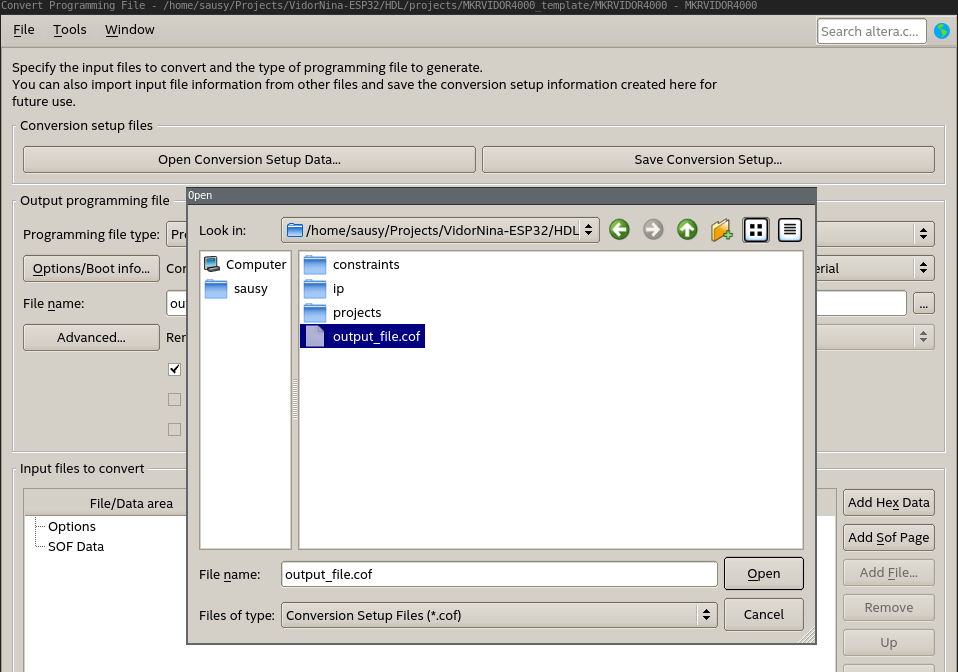 Convert Programming File - /home/sausy/Projects/VidorNina-ESP32/HDL/projects/MKRVIDOR4000_template/MKRVIDOR4000 - MKRVIDOR4000
File Tools Window Search altera.c...
Specify the input files to convert and the type of programming file to generate.
You can also import input file information from other files and save the conversion setup information created here for
future use.
Conversion setup files
Open Conversion Setup Data... Save Conversion Setup...
Output programming file
Programming file type: Pr
Options/Boot info... Con erial
File name: ou ...
Advanced... Rem
Input files to convert
File/Data area
Options
SOF Data
Add Hex Data
Add Sof Page
Add File...
Remove
Up
Open
Look in: /home/sausy/Projects/VidorNina-ESP32/HDL
Computer
sausy
constraints
ip
projects
output_file.cof
File name: output_file.cof Open
Files of type: Conversion Setup Files (*.cof) Cancel